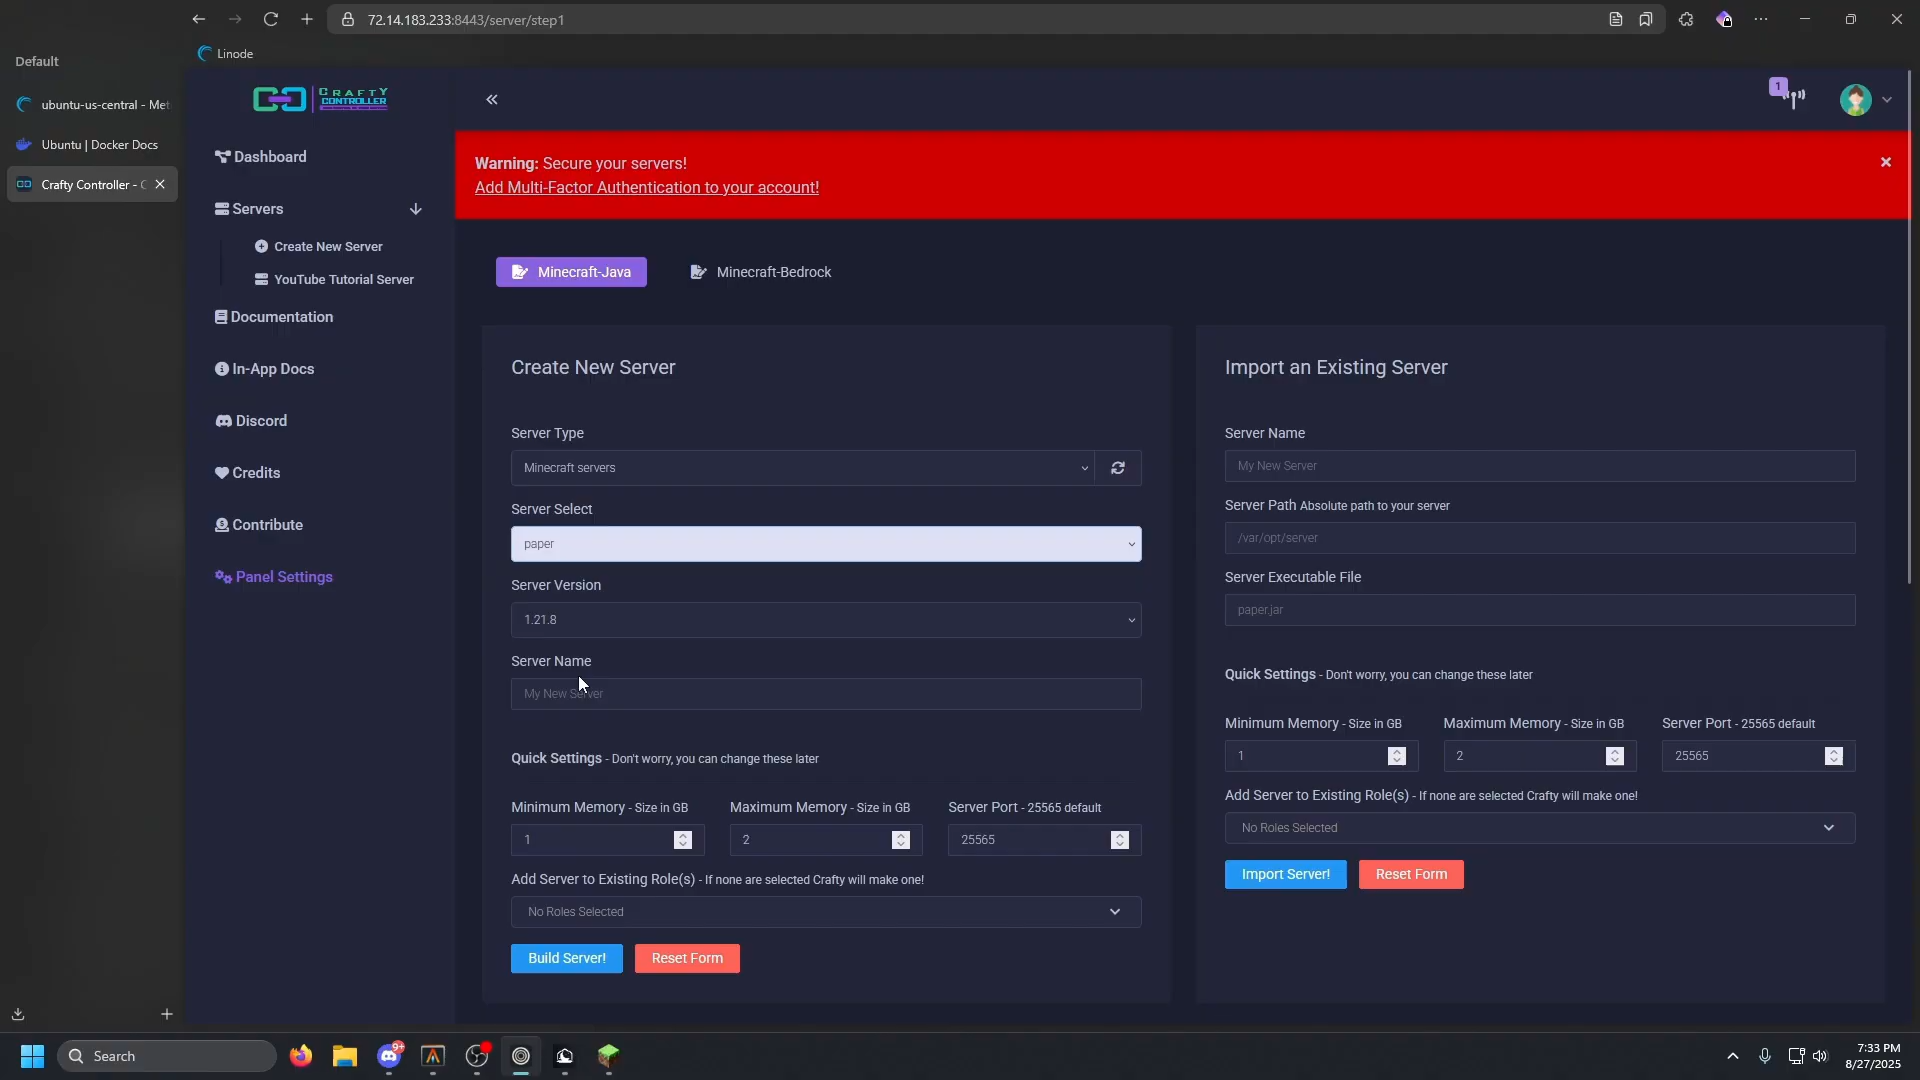 72.14.183.233:8443/server/step1
Linode
Default
ubuntu-us-central - Met
Ubuntu | Docker Docs
Crafty Controller - C
CRAFTY
CONTROLLER
1
Dashboard
Servers
Create New Server
YouTube Tutorial Server
Documentation
In-App Docs
Discord
Credits
Contribute
Panel Settings
Warning: Secure your servers!
Add Multi-Factor Authentication to your account!
Minecraft-Java
Minecraft-Bedrock
Create New Server
Server Type
Minecraft servers
Server Select
paper
Server Version
1.21.8
Server Name
My New Server
Quick Settings - Don't worry, you can change these later
Minimum Memory - Size in GB
Maximum Memory - Size in GB
Server Port - 25565 default
1
2
25565
Add Server to Existing Role(s) - If none are selected Crafty will make one!
No Roles Selected
Build Server!
Reset Form
Import an Existing Server
Server Name
My New Server
Server Path Absolute path to your server
/var/opt/server
Server Executable File
paper.jar
Quick Settings - Don't worry, you can change these later
Minimum Memory - Size in GB
Maximum Memory - Size in GB
Server Port - 25565 default
1
2
25565
Add Server to Existing Role(s) - If none are selected Crafty will make one!
No Roles Selected
Import Server!
Reset Form
Search
9+
7:33 PM
8/27/2025